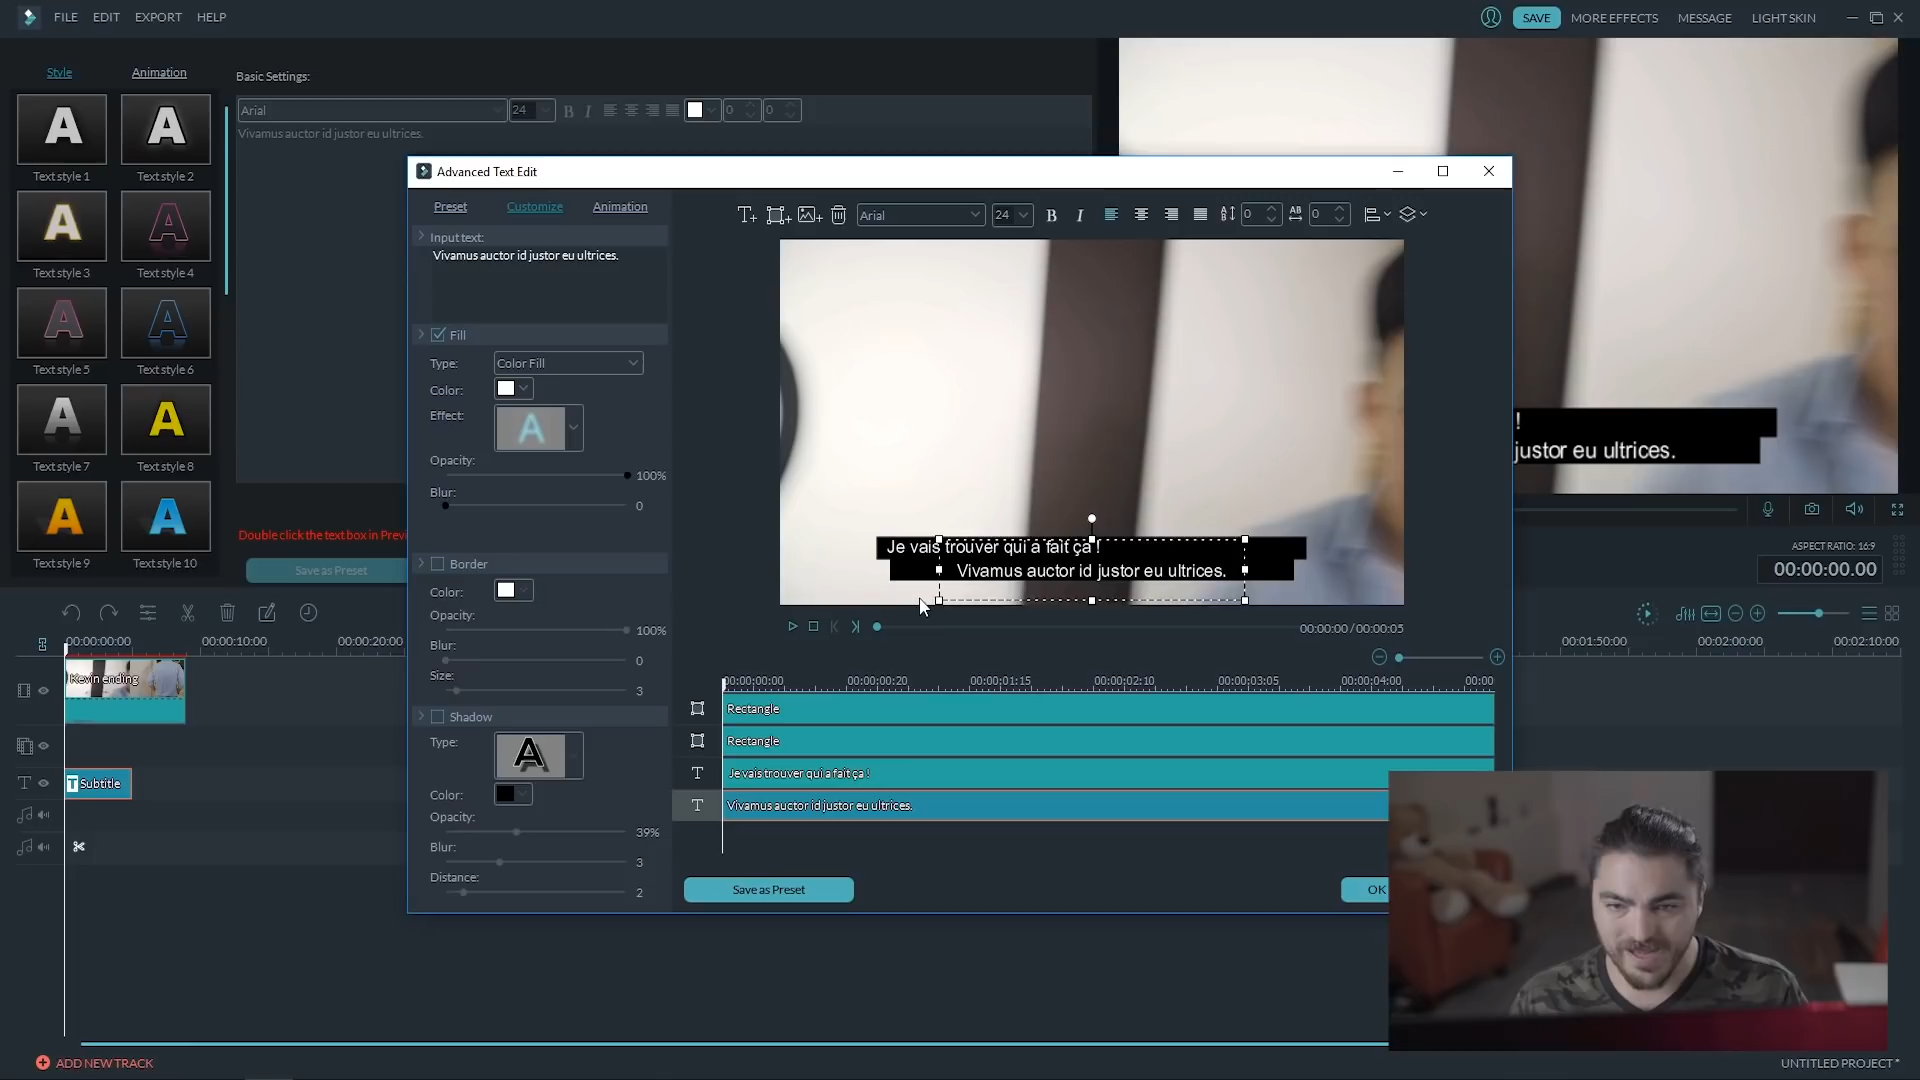 FILE EDIT EXPORT HELP
SAVE MORE EFFECTS MESSAGE LIGHT SKIN
Style Animation
Basic Settings:
Arial 24 0 0
Vivamus auctor id justor eu ultrices.
Text style 1 Text style 2
Text style 3 Text style 4
Text style 5 Text style 6
Text style 7 Text style 8
Text style 9 Text style 10
Double click the text box in Previ
Save as Preset
Advanced Text Edit
Preset Customize Animation
Arial 24 0 0
Input text:
Vivamus auctor id justor eu ultrices.
Fill
Type: Color Fill
Color:
Effect:
Opacity:
100%
Blur:
0
Border
Color:
Opacity:
100%
Blur:
0
Size:
3
Shadow
Type:
Color:
Opacity:
39%
Blur:
3
Distance:
2
Je vais trouver qui a fait ça !
Vivamus auctor id justor eu ultrices.
00:00:00/00:00:05
00:00:00:00 00:00:00:20 00:00:01:15 00:00:02:10 00:00:03:05 00:00:04:00 00:00
Rectangle
Rectangle
Je vais trouver qui a fait ça !
Vivamus auctor id justor eu ultrices.
Save as Preset
OK
!
justor eu ultrices.
ASPECT RATIO: 16:9
00:00:00.00
00:00:00:00 00:00:10:00 00:00:20:00
00:01:50:00 00:02:00:00 00:02:10:00
Kevin ending
T Subtitle
ADD NEW TRACK
UNTITLED PROJECT*